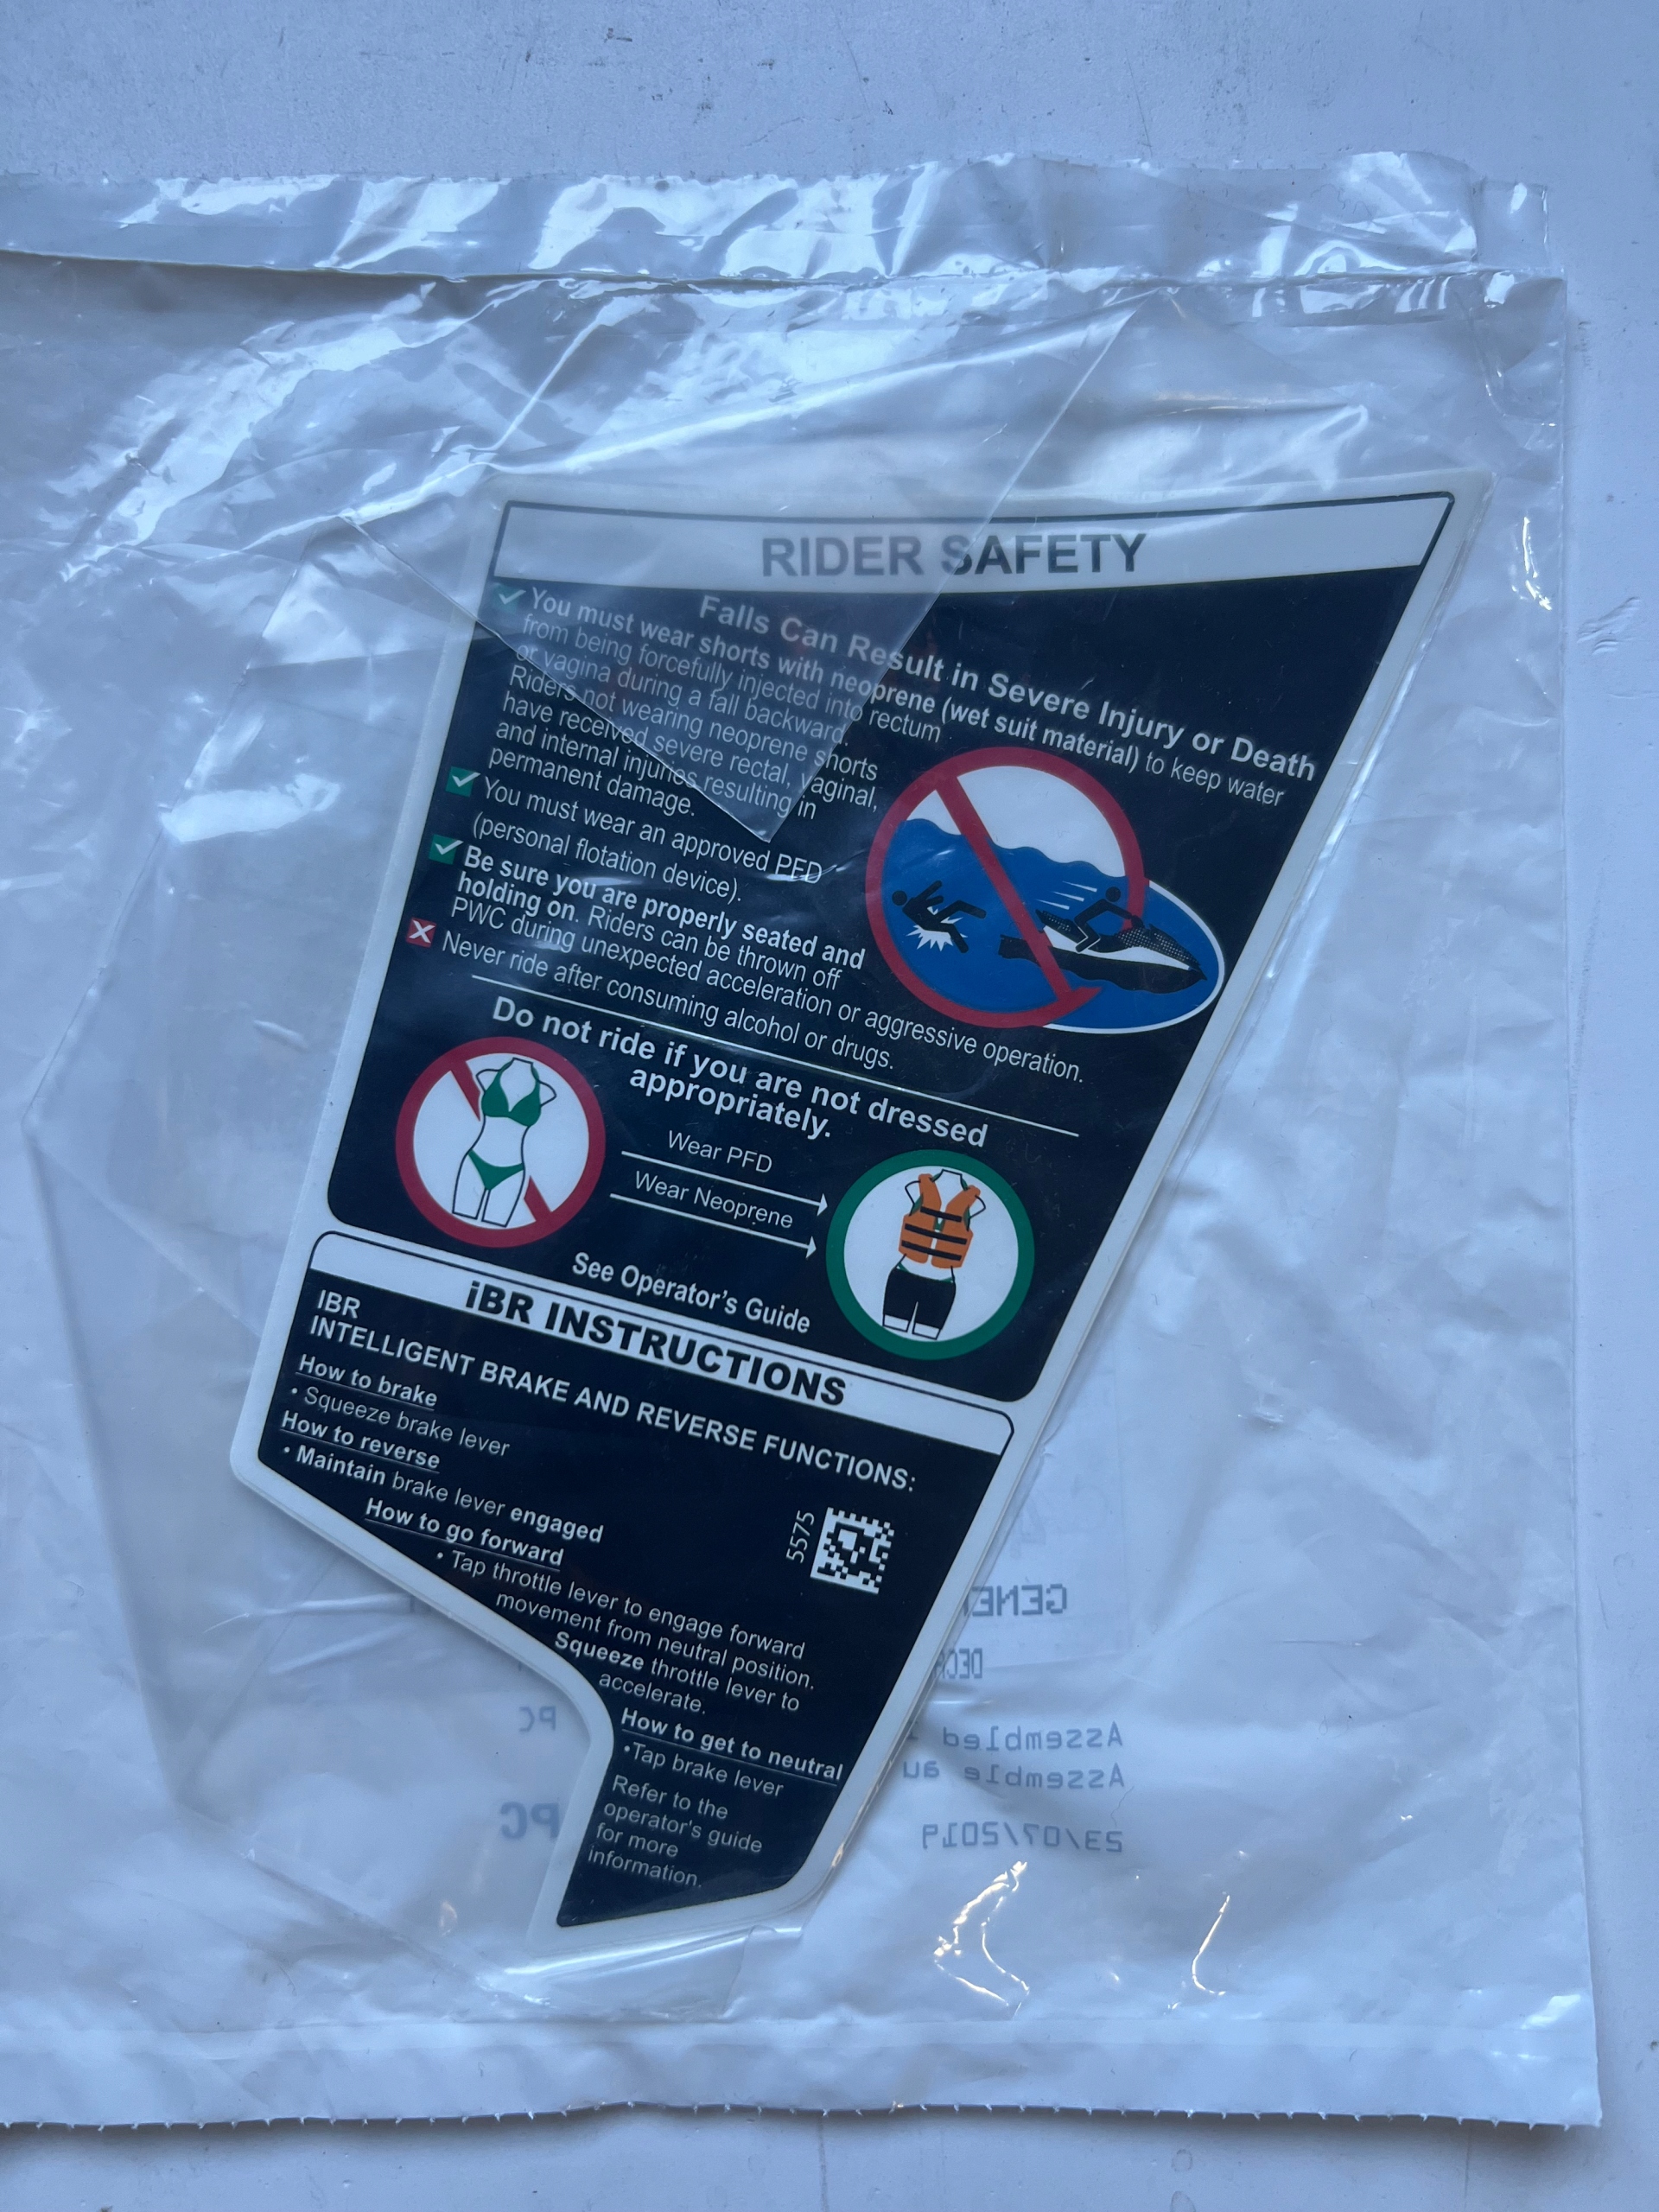 RIDER SAFETY
Falls Can Result in Severe Injury or Death
You must wear shorts with neoprene (wet suit material) to keep water
from being forcefully injected into rectum
or vagina during a fall backward.
Riders not wearing neoprene shorts
have received severe rectal, vaginal,
and internal injuries resulting in
permanent damage.
You must wear an approved PFD
(personal flotation device).
Be sure you are properly seated and
holding on. Riders can be thrown off
PWC during unexpected acceleration or aggressive operation.
Never ride after consuming alcohol or drugs.
Do not ride if you are not dressed
appropriately.
Wear PFD
Wear Neoprene
See Operator's Guide
iBR INSTRUCTIONS
IBR
INTELLIGENT BRAKE AND REVERSE FUNCTIONS:
How to brake
• Squeeze brake lever
How to reverse
• Maintain brake lever engaged
How to go forward
• Tap throttle lever to engage forward
movement from neutral position.
Squeeze throttle lever to
accelerate.
5575
How to get to neutral
•Tap brake lever
Refer to the
operator's guide
for more
information.
PC
Assembled
Assemble au
PC
23/07/2019